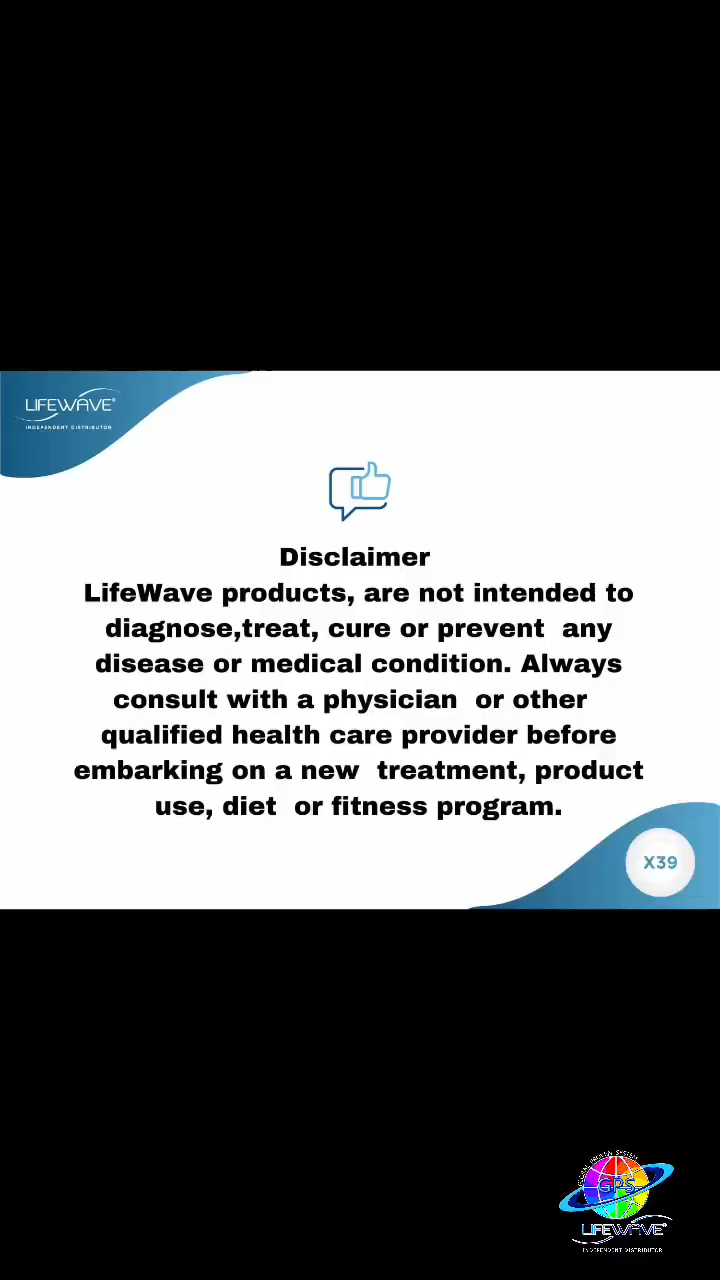 LIFEWAVE®
INDEPENDENT DISTRIBUTOR
Disclaimer
LifeWave products, are not intended to
diagnose,treat, cure or prevent any
disease or medical condition. Always
consult with a physician or other
qualified health care provider before
embarking on a new treatment, product
use, diet or fitness program.
X39
GPS
LIFEWAVE®
INDEPENDENT DISTRIBUTOR